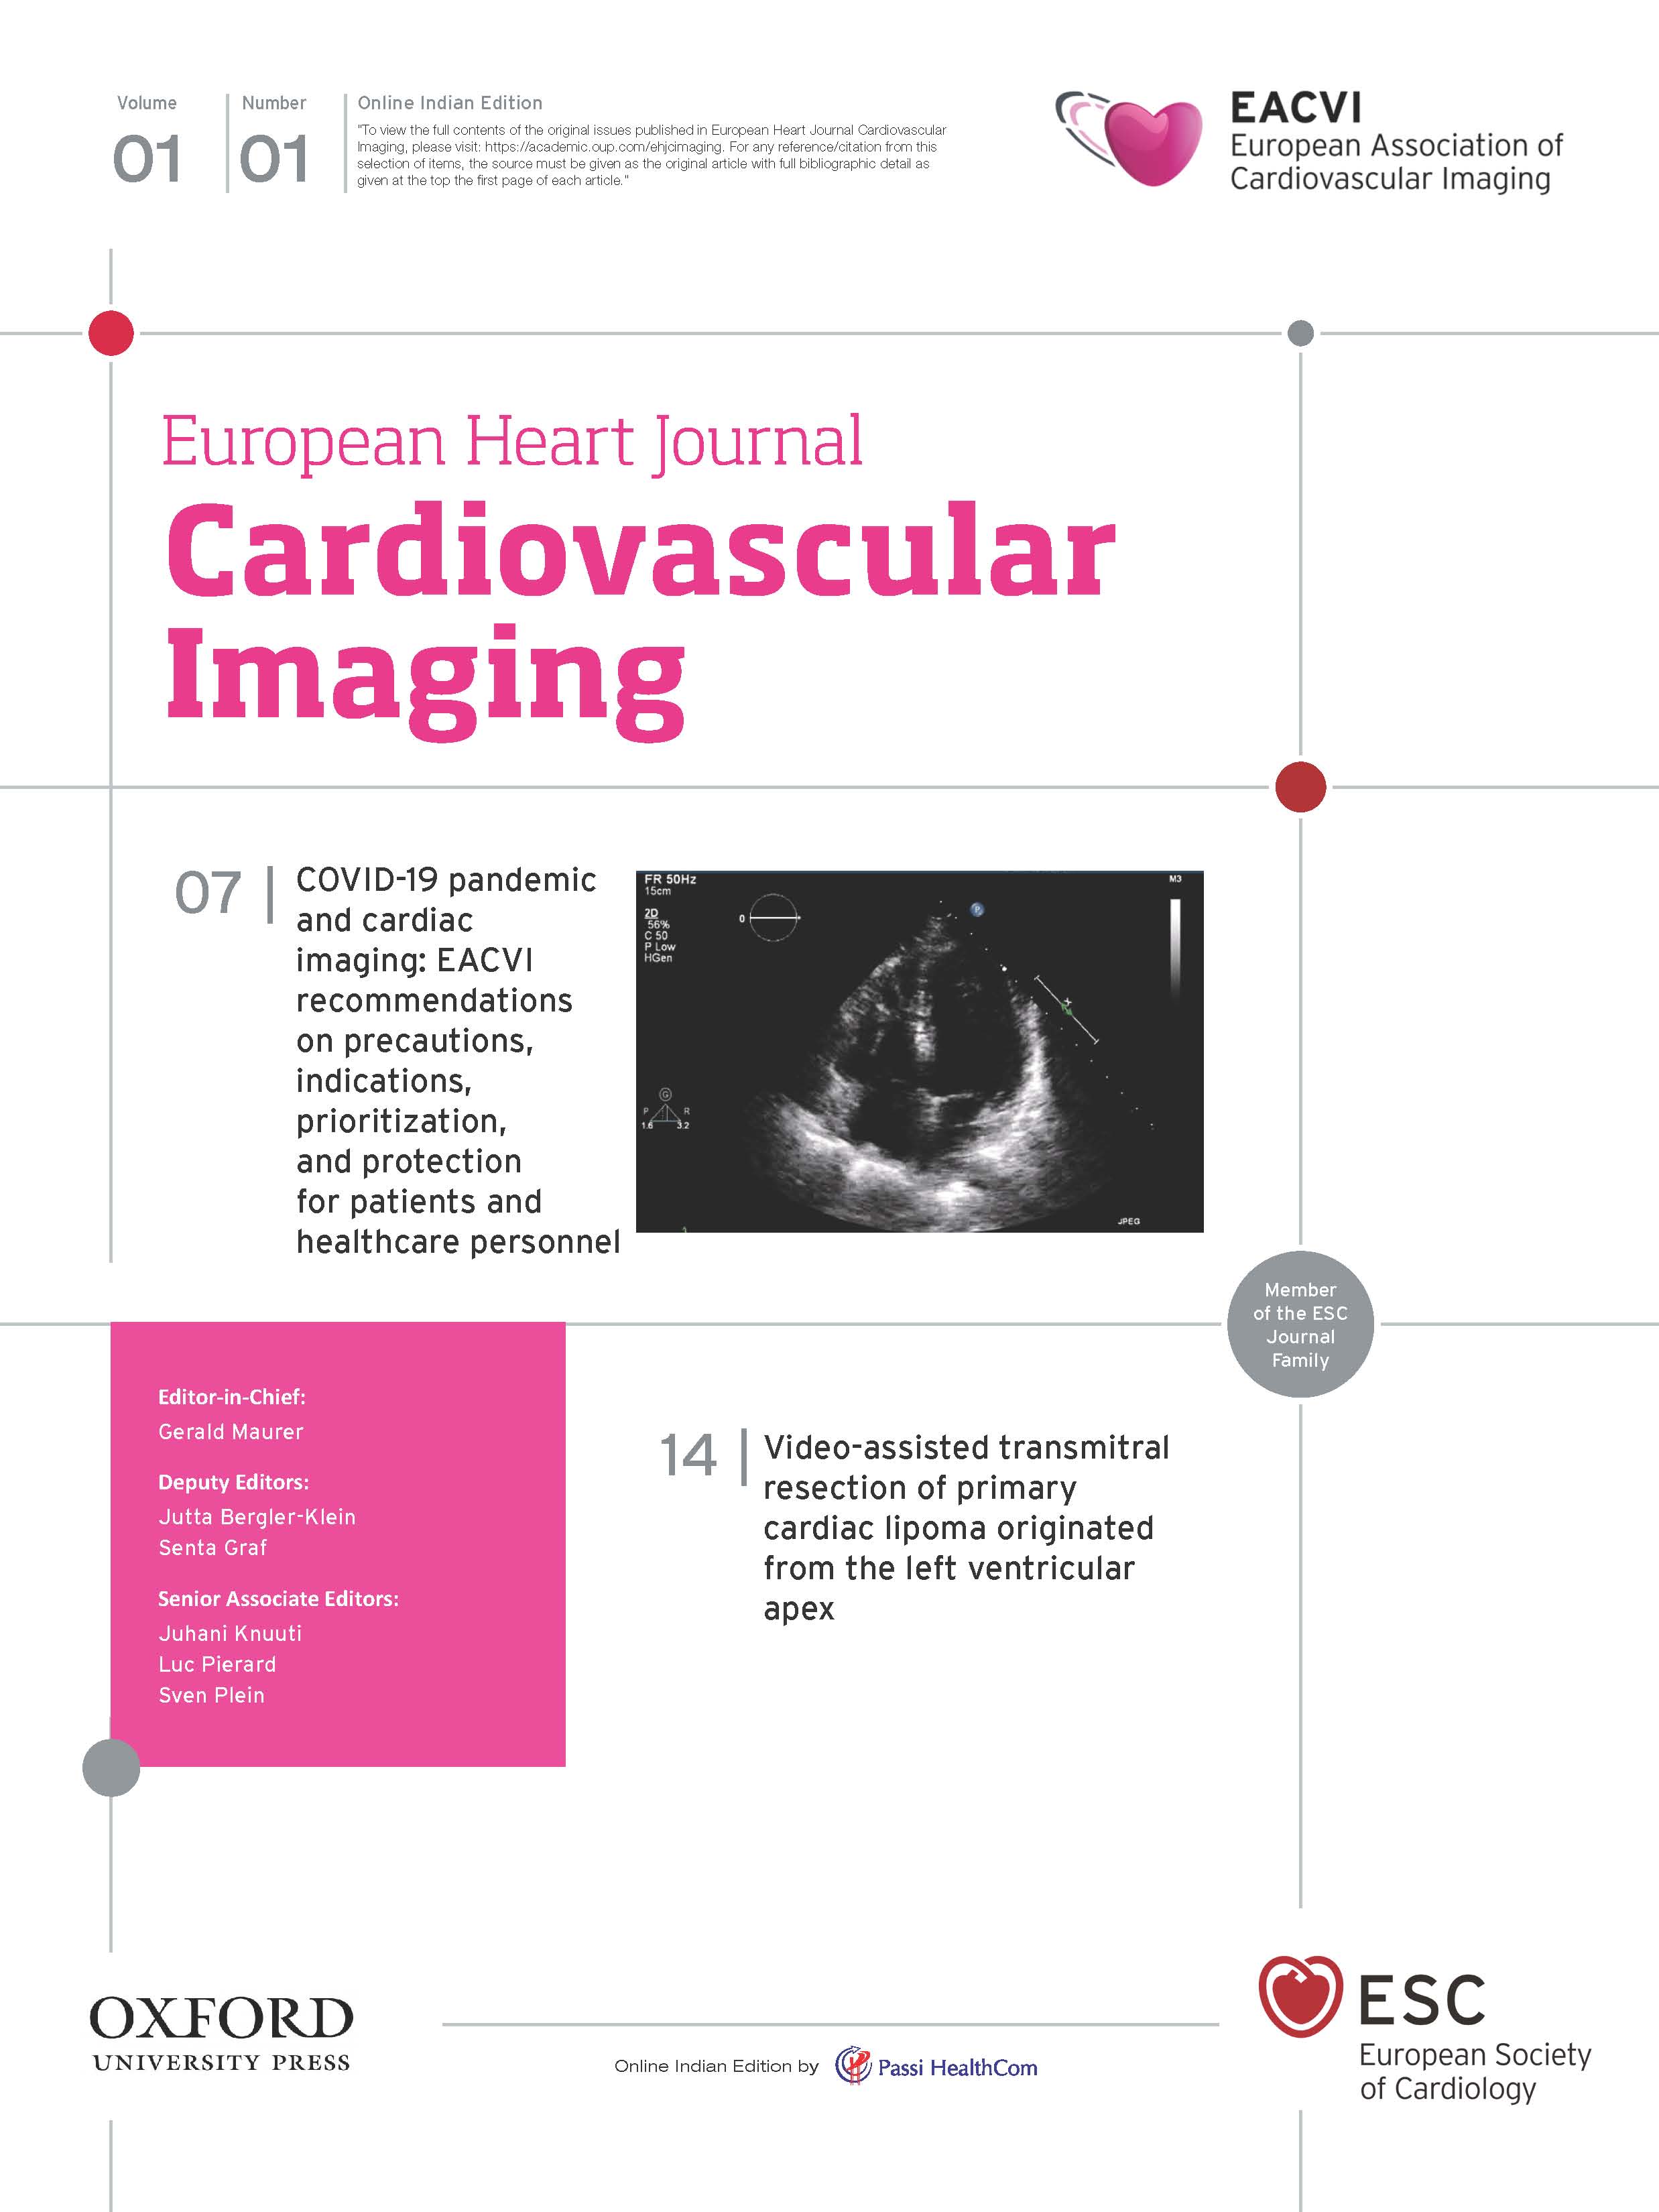 Volume
01
Number
01
Online Indian Edition
"To view the full contents of the original issues published in European Heart Journal Cardiovascular
Imaging, please visit: https://academic.oup.com/ehjcimaging. For any reference/citation from this
selection of items, the source must be given as the original article with full bibliographic detail as
given at the top the first page of each article."
EACVI
European Association of
Cardiovascular Imaging
European Heart Journal
Cardiovascular
Imaging
07
COVID-19 pandemic
and cardiac
imaging: EACVI
recommendations
on precautions,
indications,
prioritization,
and protection
for patients and
healthcare personnel
FR 50Hz
15cm
2D
56%
C 50
P Low
HGen
0
P
M3
G
P R
1.6 3.2
JPEG
Member
of the ESC
Journal
Family
Editor-in-Chief:
Gerald Maurer
Deputy Editors:
Jutta Bergler-Klein
Senta Graf
Senior Associate Editors:
Juhani Knuuti
Luc Pierard
Sven Plein
14
Video-assisted transmitral
resection of primary
cardiac lipoma originated
from the left ventricular
apex
OXFORD
UNIVERSITY PRESS
Online Indian Edition by
Passi HealthCom
ESC
European Society
of Cardiology